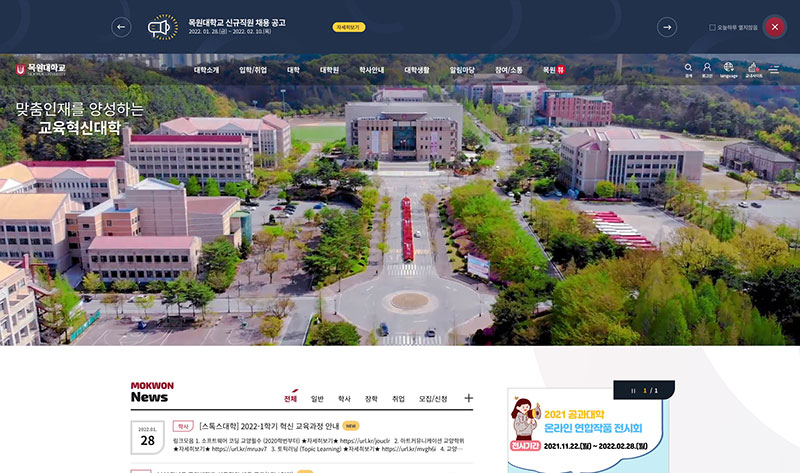 목원대학교 신규직원 채용 공고
2022. 01. 28.(금) ~ 2022. 02. 10.(목)
자세히보기
오늘하루 열지않음
목원대학교
MOKWON UNIVERSITY
대학소개 입학/취업 대학 대학원 학사안내 대학생활 알림마당 참여/소통 목원 뷰
검색 로그인 language 교내사이트
맞춤인재를 양성하는
교육혁신대학
MOKWON
News
전체 일반 학사 장학 취업 모집/신청
2022.01.
28
학사 [스톡스대학] 2022-1학기 혁신 교육과정 안내 NEW
링크모음 1. 소프트웨어 코딩 교양필수 (2020학번부터) ★자세히보기★ https://url.kr/jouclr 2. 아트커뮤니케이션 교양학위
★자세히보기★ https://url.kr/mruav7 3. 토픽러닝 (Topic Learning) ★자세히보기★ https://url.kr/mxgh6i 4. 교양…
1 / 1
2021 공과대학
온라인 연합작품 전시회
전시기간 2021.11.22.(월) ~ 2022.02.28.(월)